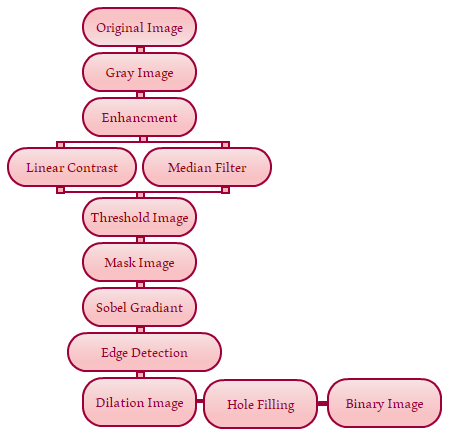 Original Image
Gray Image
Enhancment
Linear Contrast
Median Filter
Threshold Image
Mask Image
Sobel Gradiant
Edge Detection
Dilation Image
Hole Filling
Binary Image